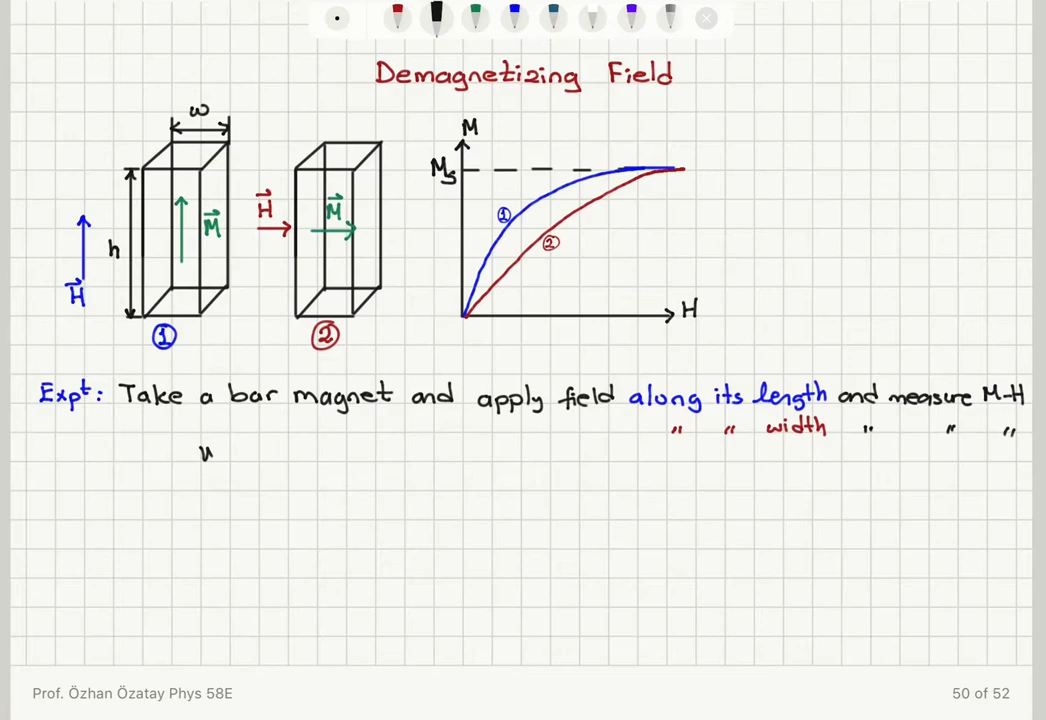 Demagnetizing Field
w
M
Ms
H
M
h
M
H
①
②
H
①
②
Expt: Take a bar magnet and apply field along its length and measure M-H
" " width " " "
u
Prof. Özhan Özatay Phys 58E
50 of 52